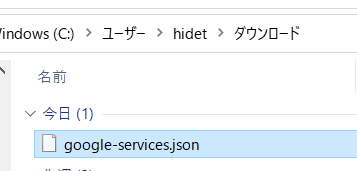 Windows (C:) > ユーザー > hidet > ダウンロード
名前
今日 (1)
google-services.json